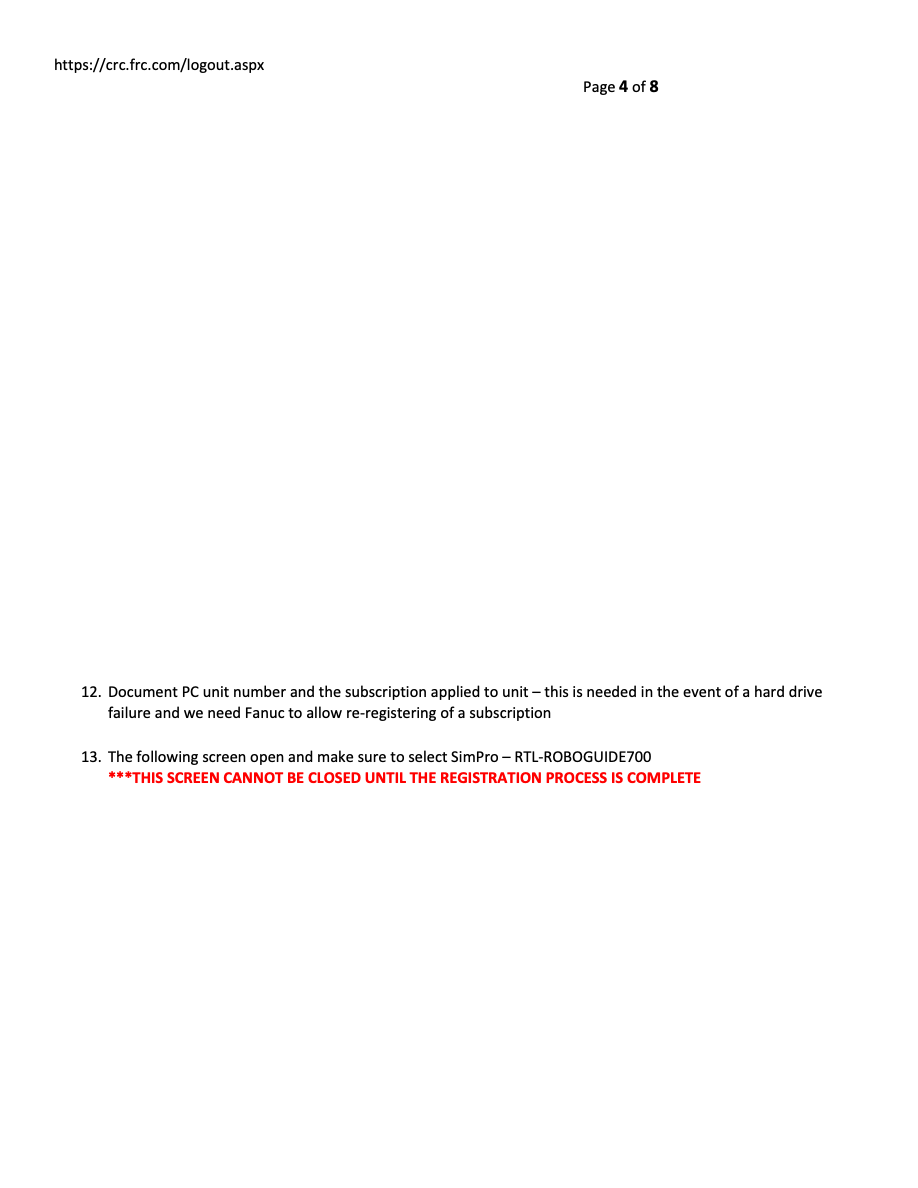 https://crc.frc.com/logout.aspx
Page 4 of 8
12. Document PC unit number and the subscription applied to unit – this is needed in the event of a hard drive
failure and we need Fanuc to allow re-registering of a subscription
13. The following screen open and make sure to select SimPro – RTL-ROBOGUIDE700
***THIS SCREEN CANNOT BE CLOSED UNTIL THE REGISTRATION PROCESS IS COMPLETE